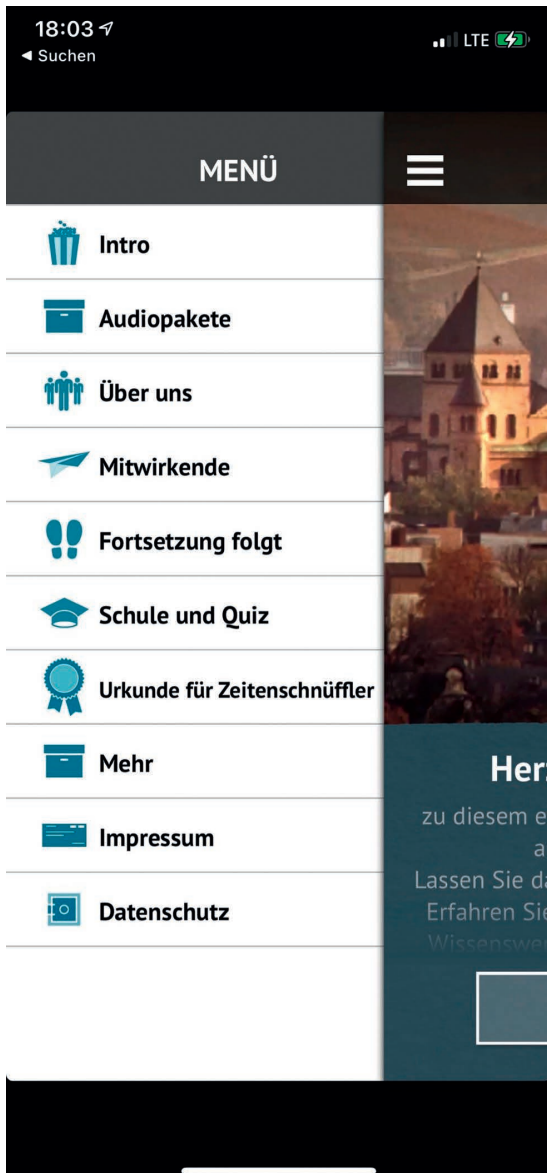 18:03
◀ Suchen
LTE
MENÜ
Intro
Audiopakete
Über uns
Mitwirkende
Fortsetzung folgt
Schule und Quiz
Urkunde für Zeitenschnüffler
Mehr
Impressum
Datenschutz
zu diesem
Lassen Sie
Erfahren Sie